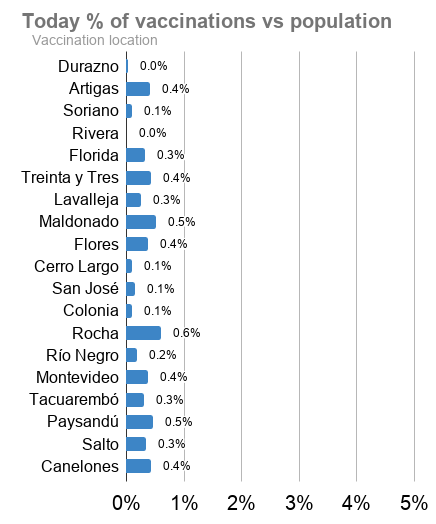 Today % of vaccinations vs population
Vaccination location
Durazno 0.0%
Artigas 0.4%
Soriano 0.1%
Rivera 0.0%
Florida 0.3%
Treinta y Tres 0.4%
Lavalleja 0.3%
Maldonado 0.5%
Flores 0.4%
Cerro Largo 0.1%
San José 0.1%
Colonia 0.1%
Rocha 0.6%
Río Negro 0.2%
Montevideo 0.4%
Tacuarembó 0.3%
Paysandú 0.5%
Salto 0.3%
Canelones 0.4%
0% 1% 2% 3% 4% 5%